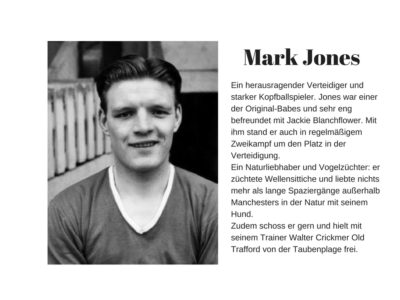 Mark Jones
Ein herausragender Verteidiger und
starker Kopfballspieler. Jones war einer
der Original-Babes und sehr eng
befreundet mit Jackie Blanchflower. Mit
ihm stand er auch in regelmäßigem
Zweikampf um den Platz in der
Verteidigung.
Ein Naturliebhaber und Vogelzüchter: er
züchtete Wellensittiche und liebte nichts
mehr als lange Spaziergänge außerhalb
Manchesters in der Natur mit seinem
Hund.
Zudem schoss er gern und hielt mit
seinem Trainer Walter Crickmer Old
Trafford von der Taubenplage frei.